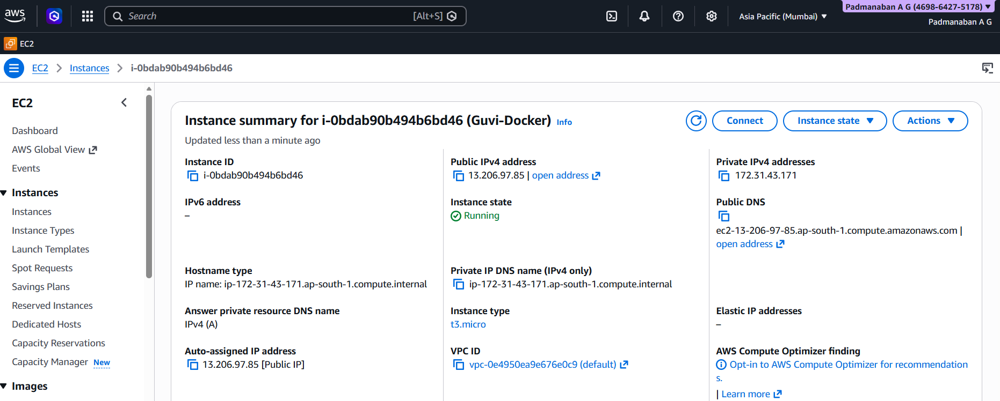 aws
Search
[Alt+S]
Asia Pacific (Mumbai)
Padmanaban A G (4698-6427-5178)
Padmanaban A G
EC2
EC2
Instances
i-0bdab90b494b6bd46
EC2
Dashboard
AWS Global View
Events
Instances
Instances
Instance Types
Launch Templates
Spot Requests
Savings Plans
Reserved Instances
Dedicated Hosts
Capacity Reservations
Capacity Manager New
Images
Instance summary for i-0bdab90b494b6bd46 (Guvi-Docker) Info
Updated less than a minute ago
Connect
Instance state
Actions
Instance ID
i-0bdab90b494b6bd46
Public IPv4 address
13.206.97.85 | open address
Private IPv4 addresses
172.31.43.171
IPv6 address
–
Instance state
Running
Public DNS
ec2-13-206-97-85.ap-south-1.compute.amazonaws.com |
open address
Hostname type
IP name: ip-172-31-43-171.ap-south-1.compute.internal
Private IP DNS name (IPv4 only)
ip-172-31-43-171.ap-south-1.compute.internal
Answer private resource DNS name
IPv4 (A)
Instance type
t3.micro
Elastic IP addresses
–
Auto-assigned IP address
13.206.97.85 [Public IP]
VPC ID
vpc-0e4950ea9e676e0c9 (default)
AWS Compute Optimizer finding
Opt-in to AWS Compute Optimizer for recommendation
s.
| Learn more